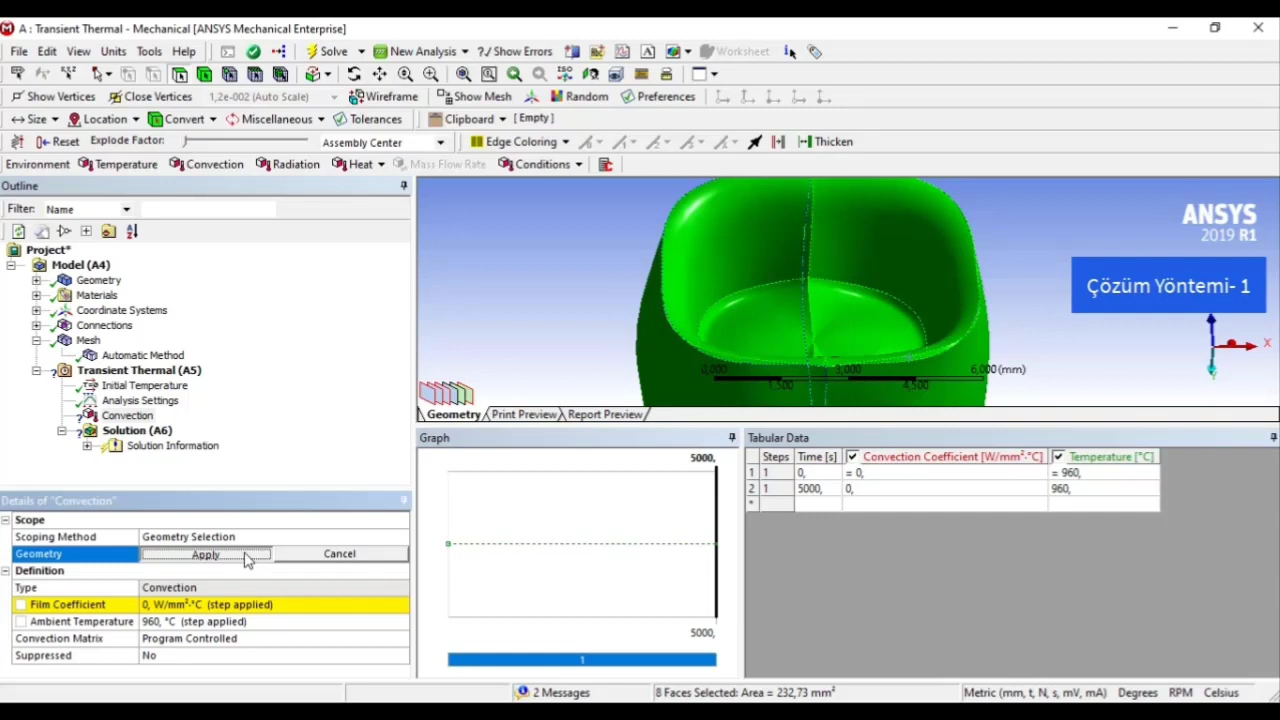 A : Transient Thermal - Mechanical [ANSYS Mechanical Enterprise]
File Edit View Units Tools Help Solve New Analysis ?/ Show Errors Worksheet
Show Vertices Close Vertices 1,2e-002 (Auto Scale) Wireframe Show Mesh Random Preferences
Size Location Convert Miscellaneous Tolerances Clipboard [ Empty ]
Reset Explode Factor: Assembly Center Edge Coloring Thicken
Environment Temperature Convection Radiation Heat Mass Flow Rate Conditions
Outline
Filter: Name
Project*
Model (A4)
Geometry
Materials
Coordinate Systems
Connections
Mesh
Automatic Method
Transient Thermal (A5)
Initial Temperature
Analysis Settings
Convection
Solution (A6)
Solution Information
ANSYS
2019 R1
Çözüm Yöntemi- 1
X
0,000 3,000 6,000 (mm)
1,500 4,500
Geometry Print Preview Report Preview
Details of "Convection"
Scope
Scoping Method Geometry Selection
Geometry Apply Cancel
Definition
Type Convection
Film Coefficient 0, W/mm²·°C (step applied)
Ambient Temperature 960, °C (step applied)
Convection Matrix Program Controlled
Suppressed No
Graph
5000,
5000,
1
Tabular Data
Steps Time [s] Convection Coefficient [W/mm²·°C] Temperature [°C]
1 1 0, = 0, = 960,
2 1 5000, 0, 960,
*
2 Messages 8 Faces Selected: Area = 232,73 mm² Metric (mm, t, N, s, mV, mA) Degrees RPM Celsius